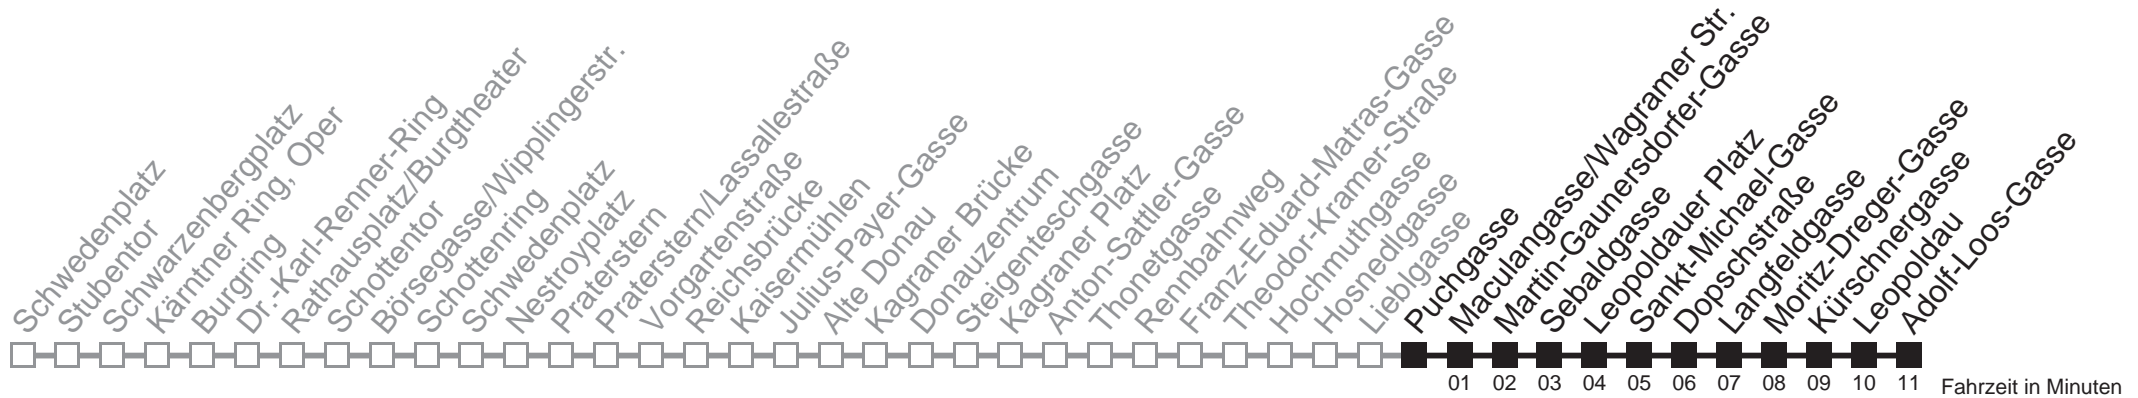 Schwedenplatz
Stubentor
Schwarzenbergplatz
Kärntner Ring, Oper
Burgring
Dr.-Karl-Renner-Ring
Rathausplatz/Burgtheater
Schottentor
Börsegasse/Wipplingerstr.
Schottenring
Schwedenplatz
Nestroyplatz
Praterstern
Praterstern/Lassallestraße
Vorgartenstraße
Reichsbrücke
Kaisermühlen
Julius-Payer-Gasse
Alte Donau
Kagraner Brücke
Donauzentrum
Steigenteschgasse
Kagraner Platz
Anton-Sattler-Gasse
Thonetgasse
Rennbahnweg
Franz-Eduard-Matras-Gasse
Theodor-Kramer-Straße
Hochmuthgasse
Hosnedlgasse
Lieblgasse
Puchgasse
Maculangasse/Wagramer Str.
Martin-Gaunersdorfer-Gasse
Sebaldgasse
Leopoldauer Platz
Sankt-Michael-Gasse
Dopschstraße
Langfeldgasse
Moritz-Dreger-Gasse
Kürschnergasse
Leopoldau
Adolf-Loos-Gasse
01 02 03 04 05 06 07 08 09 10 11 Fahrzeit in Minuten